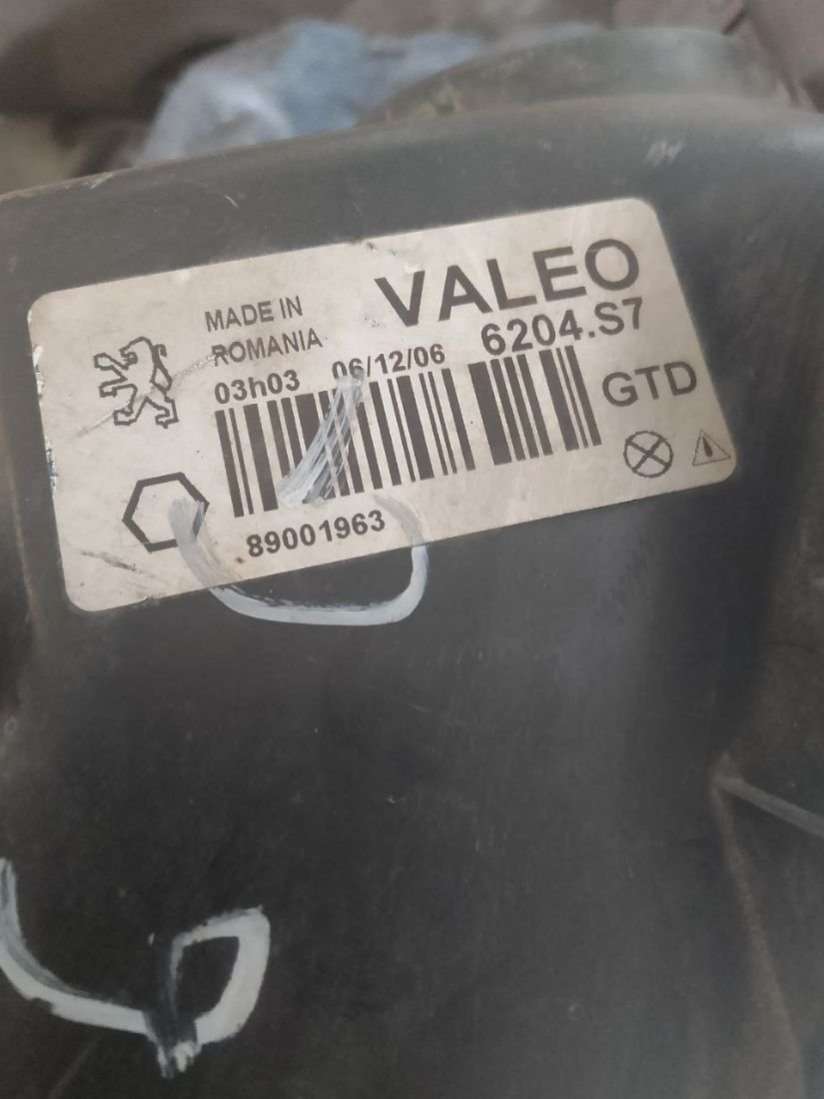 MADE IN
ROMANIA
VALEO
03h03 06/12/06 6204.S7
GTD
89001963